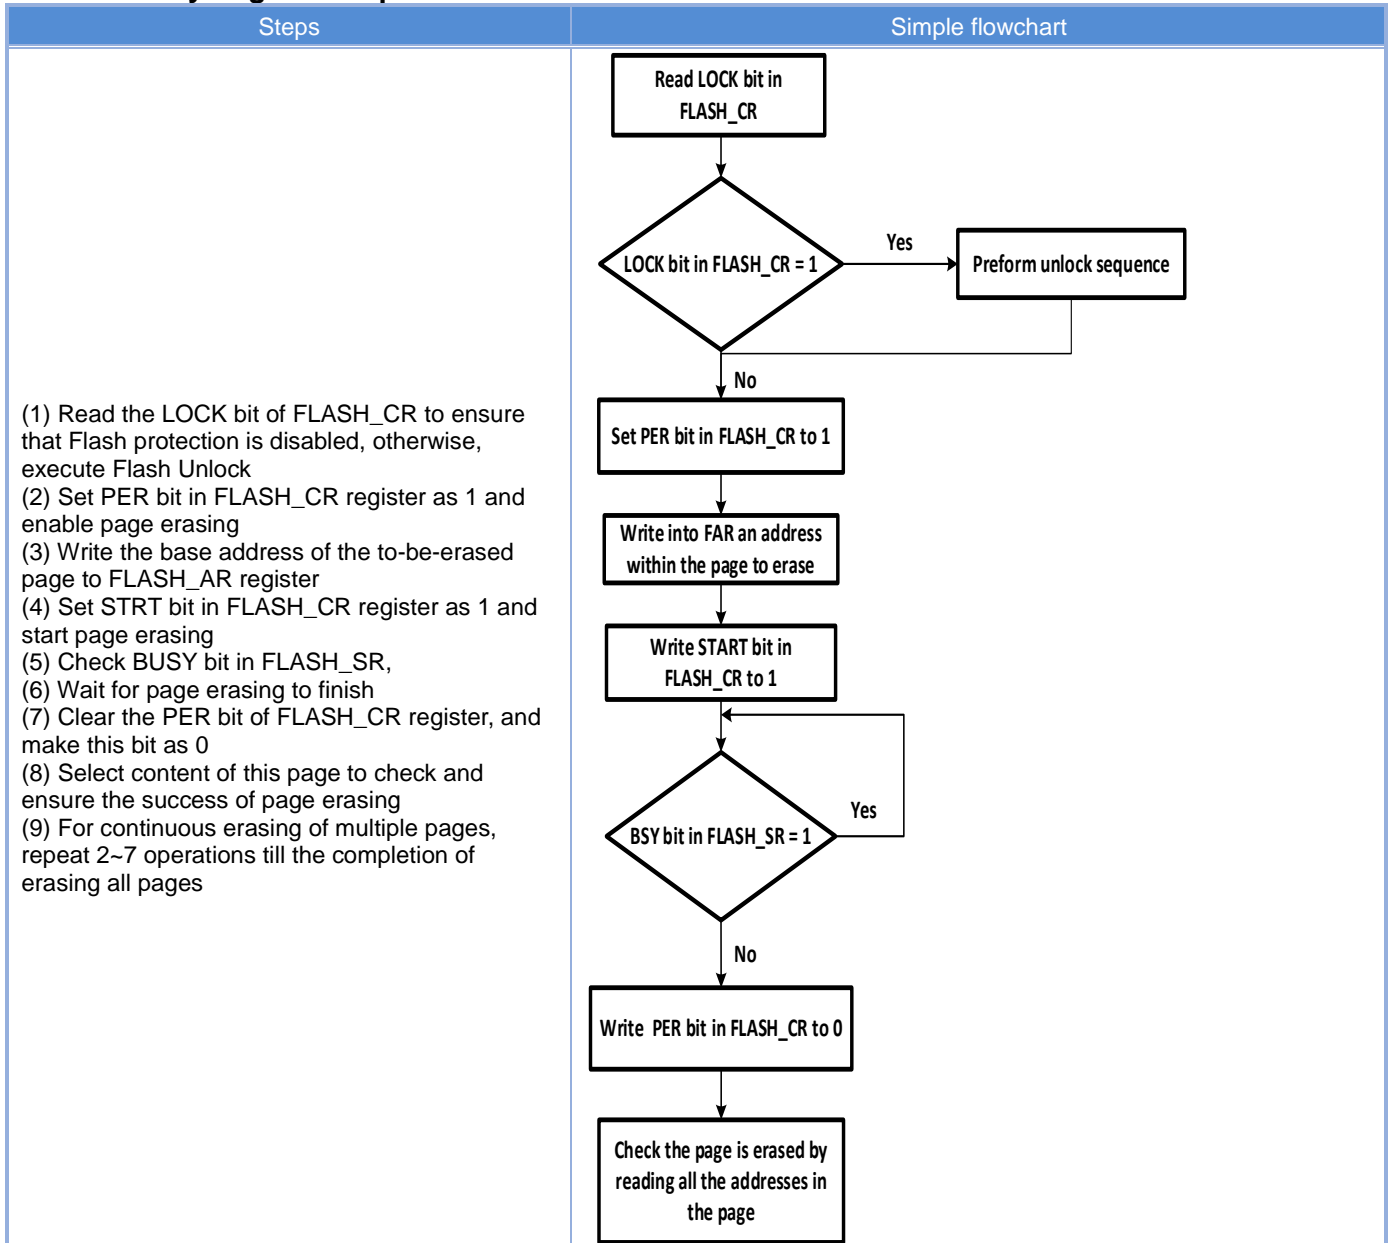 Steps
Simple flowchart
(1) Read the LOCK bit of FLASH_CR to ensure
that Flash protection is disabled, otherwise,
execute Flash Unlock
(2) Set PER bit in FLASH_CR register as 1 and
enable page erasing
(3) Write the base address of the to-be-erased
page to FLASH_AR register
(4) Set STRT bit in FLASH_CR register as 1 and
start page erasing
(5) Check BUSY bit in FLASH_SR,
(6) Wait for page erasing to finish
(7) Clear the PER bit of FLASH_CR register, and
make this bit as 0
(8) Select content of this page to check and
ensure the success of page erasing
(9) For continuous erasing of multiple pages,
repeat 2~7 operations till the completion of
erasing all pages
Read LOCK bit in
FLASH_CR
LOCK bit in FLASH_CR = 1
Yes
Preform unlock sequence
No
Set PER bit in FLASH_CR to 1
Write into FAR an address
within the page to erase
Write START bit in
FLASH_CR to 1
BSY bit in FLASH_SR = 1
Yes
No
Write PER bit in FLASH_CR to 0
Check the page is erased by
reading all the addresses in
the page